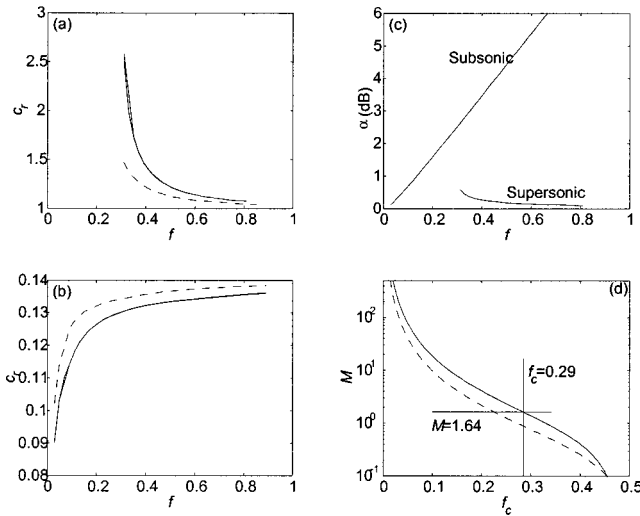 (a)
3
2.5
2
1.5
1
c_r
0 0.2 0.4 0.6 0.8 1
f
(c)
6
5
4
3
2
1
0
α (dB)
Subsonic
Supersonic
0 0.2 0.4 0.6 0.8 1
f
(b)
0.14
0.13
0.12
0.11
0.1
0.09
0.08
c_r
0 0.2 0.4 0.6 0.8 1
f
(d)
10^2
10^1
10^0
10^-1
M
f_c=0.29
M=1.64
0 0.1 0.2 0.3 0.4 0.5
f_c